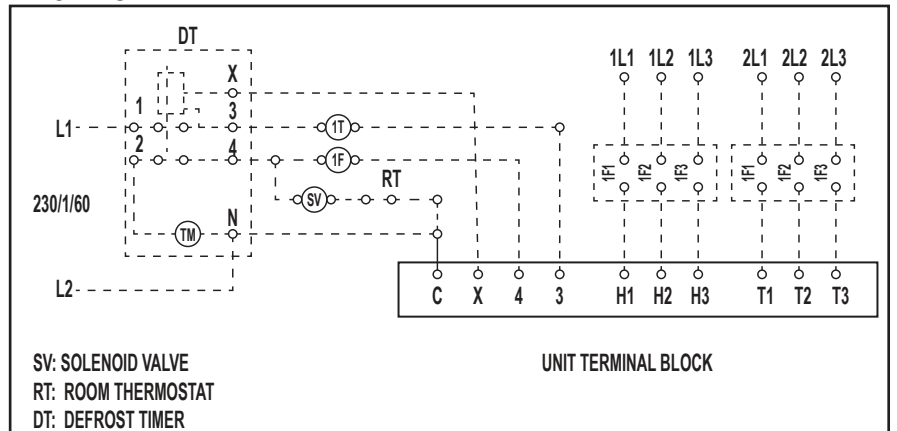 DT
1L1 1L2 1L3 2L1 2L2 2L3
X
1 3
L1 1T
2 4
1F
1F1 1F2 1F3 1F1 1F2 1F3
RT
SV
230/1/60
N
TM
L2
C X 4 3 H1 H2 H3 T1 T2 T3
SV: SOLENOID VALVE
UNIT TERMINAL BLOCK
RT: ROOM THERMOSTAT
DT: DEFROST TIMER